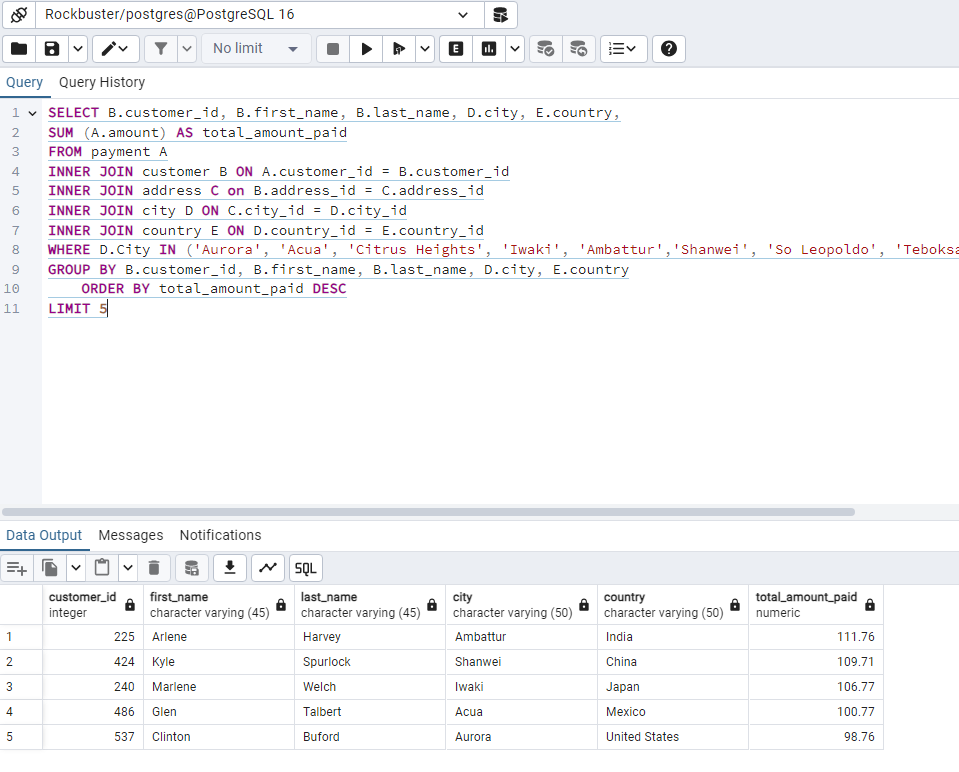 Rockbuster/postgres@PostgreSQL 16
No limit
E
Query Query History
1 SELECT B.customer_id, B.first_name, B.last_name, D.city, E.country,
2 SUM (A.amount) AS total_amount_paid
3 FROM payment A
4 INNER JOIN customer B ON A.customer_id = B.customer_id
5 INNER JOIN address C on B.address_id = C.address_id
6 INNER JOIN city D ON C.city_id = D.city_id
7 INNER JOIN country E ON D.country_id = E.country_id
8 WHERE D.City IN ('Aurora', 'Acua', 'Citrus Heights', 'Iwaki', 'Ambattur','Shanwei', 'So Leopoldo', 'Teboksa
9 GROUP BY B.customer_id, B.first_name, B.last_name, D.city, E.country
10 ORDER BY total_amount_paid DESC
11 LIMIT 5
Data Output Messages Notifications
SQL
customer_id first_name last_name city country total_amount_paid
integer character varying (45) character varying (45) character varying (50) character varying (50) numeric
1 225 Arlene Harvey Ambattur India 111.76
2 424 Kyle Spurlock Shanwei China 109.71
3 240 Marlene Welch Iwaki Japan 106.77
4 486 Glen Talbert Acua Mexico 100.77
5 537 Clinton Buford Aurora United States 98.76